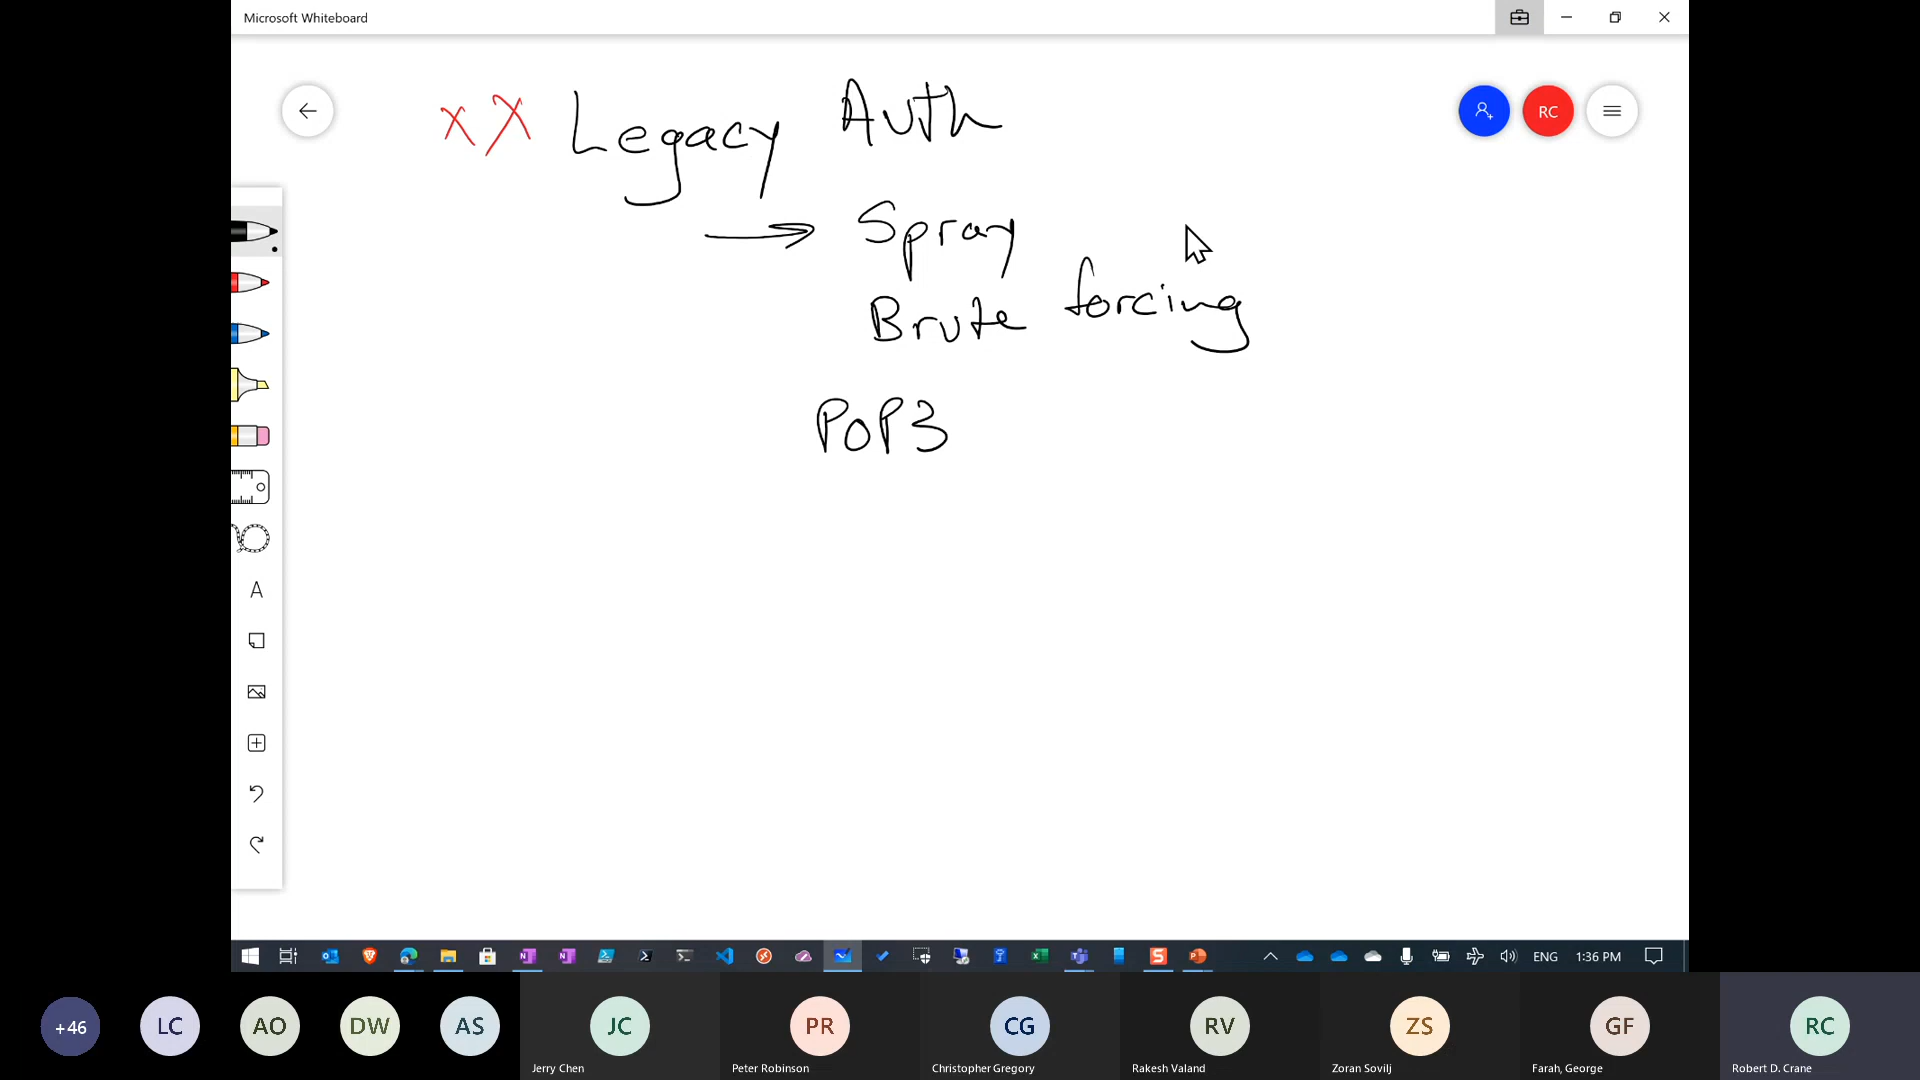 Microsoft Whiteboard
xX Legacy Auth
RC
→ Spray
Brute forcing
POP3
A
ENG
1:36 PM
+46
LC
AO
DW
AS
JC
PR
CG
RV
ZS
GF
RC
Jerry Chen
Peter Robinson
Christopher Gregory
Rakesh Valand
Zoran Sovilj
Farah, George
Robert D. Crane